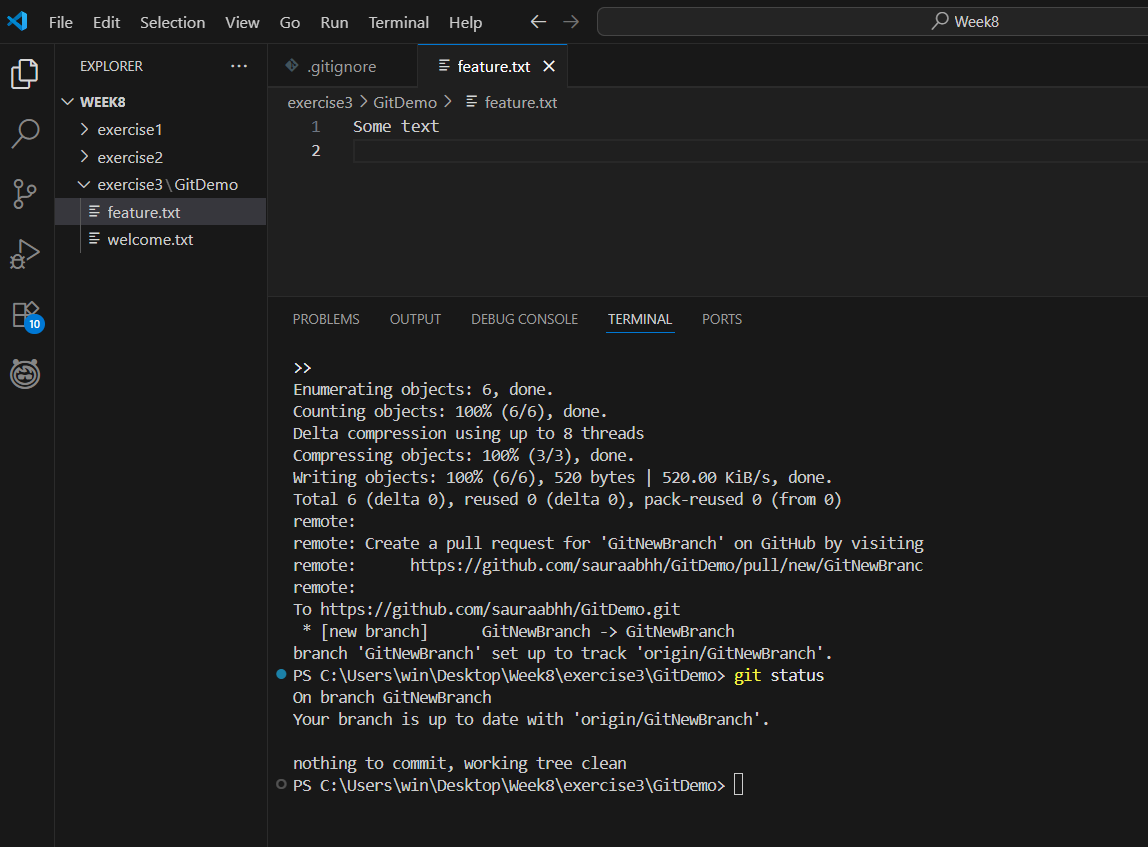 File Edit Selection View Go Run Terminal Help
Week8
EXPLORER
WEEK8
exercise1
exercise2
exercise3\GitDemo
feature.txt
welcome.txt
10
.gitignore
feature.txt
exercise3 > GitDemo > feature.txt
1 Some text
2
PROBLEMS OUTPUT DEBUG CONSOLE TERMINAL PORTS
>>
Enumerating objects: 6, done.
Counting objects: 100% (6/6), done.
Delta compression using up to 8 threads
Compressing objects: 100% (3/3), done.
Writing objects: 100% (6/6), 520 bytes | 520.00 KiB/s, done.
Total 6 (delta 0), reused 0 (delta 0), pack-reused 0 (from 0)
remote:
remote: Create a pull request for 'GitNewBranch' on GitHub by visiting
remote:      https://github.com/sauraabhh/GitDemo/pull/new/GitNewBranc
remote:
To https://github.com/sauraabhh/GitDemo.git
 * [new branch]      GitNewBranch -> GitNewBranch
branch 'GitNewBranch' set up to track 'origin/GitNewBranch'.
PS C:\Users\win\Desktop\Week8\exercise3\GitDemo> git status
On branch GitNewBranch
Your branch is up to date with 'origin/GitNewBranch'.
nothing to commit, working tree clean
PS C:\Users\win\Desktop\Week8\exercise3\GitDemo>